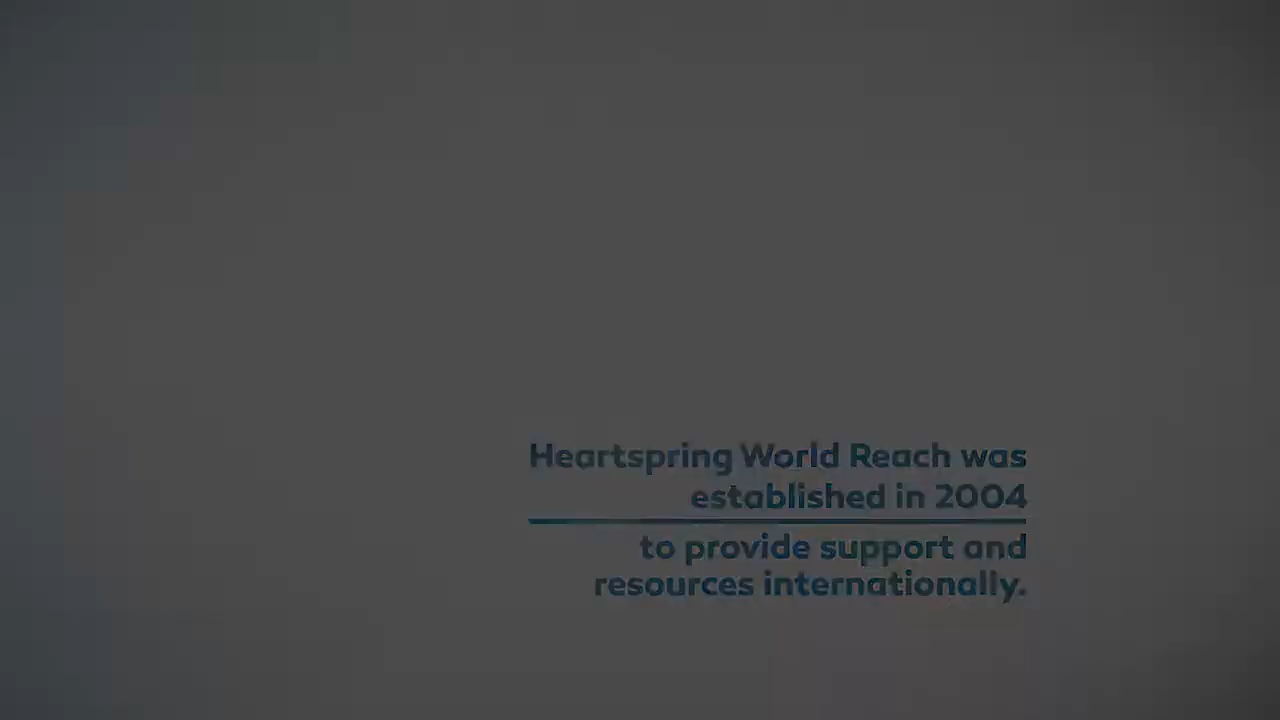 Heartspring World Reach was
established in 2004
to provide support and
resources internationally.